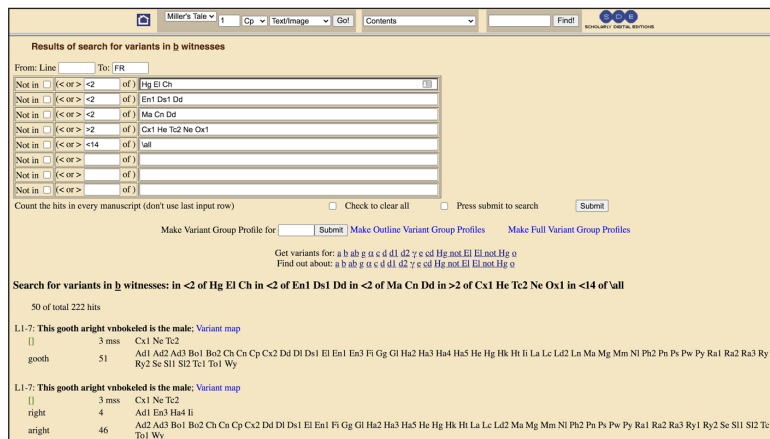 Miller's Tale 1 Cp Text/Image Go! Contents Find! S D E
SCHOLARLY DIGITAL EDITIONS
Results of search for variants in b witnesses
From: Line To: FR
Not in (< or > <2 of ) Hg El Ch
Not in (< or > <2 of ) En1 Ds1 Dd
Not in (< or > <2 of ) Ma Cn Dd
Not in (< or > >2 of ) Cx1 He Tc2 Ne Ox1
Not in (< or > <14 of ) \all
Not in (< or > of )
Not in (< or > of )
Not in (< or > of )
Count the hits in every manuscript (don't use last input row) Check to clear all Press submit to search Submit
Make Variant Group Profile for Submit Make Outline Variant Group Profiles Make Full Variant Group Profiles
Get variants for: a b ab g α c d d1 d2 γ e cd Hg not El El not Hg o
Find out about: a b ab g α c d d1 d2 γ e cd Hg not El El not Hg o
Search for variants in b witnesses: in <2 of Hg El Ch in <2 of En1 Ds1 Dd in <2 of Ma Cn Dd in >2 of Cx1 He Tc2 Ne Ox1 in <14 of \all
50 of total 222 hits
L1-7: This gooth aright vnbokeled is the male; Variant map
[] 3 mss Cx1 Ne Tc2
gooth 51 Ad1 Ad2 Ad3 Bo1 Bo2 Ch Cn Cp Cx2 Dd Dl Ds1 El En1 En3 Fi Gg Gl Ha2 Ha3 Ha4 Ha5 He Hg Hk Ht Ii La Lc Ld2 Ln Ma Mg Mm Nl Ph2 Pn Ps Pw Py Ra1 Ra2 Ra3 Ry
Ry2 Se Sl1 Sl2 Tc1 To1 Wy
L1-7: This gooth aright vnbokeled is the male; Variant map
[] 3 mss Cx1 Ne Tc2
right 4 Ad1 En3 Ha4 Ii
aright 46 Ad2 Ad3 Bo1 Bo2 Ch Cn Cp Cx2 Dd Dl Ds1 El En1 Fi Gg Gl Ha2 Ha3 Ha5 He Hg Hk Ht La Lc Ld2 Ln Ma Mg Mm Nl Ph2 Pn Ps Pw Py Ra1 Ra2 Ra3 Ry1 Ry2 Se Sl1 Sl2 Tc
To1 Wy